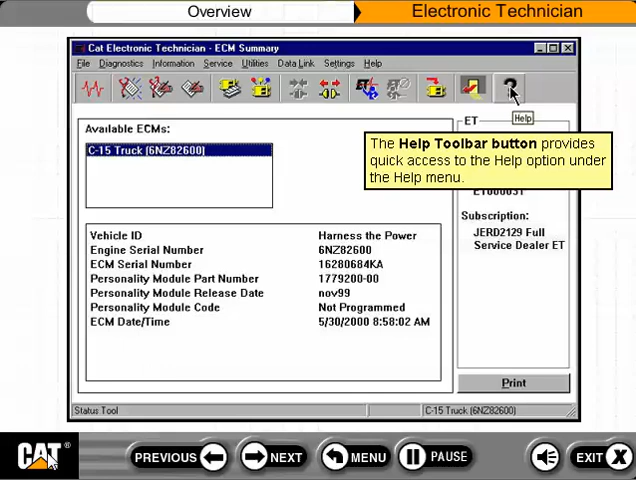 Overview
Electronic Technician
Cat Electronic Technician - ECM Summary
File Diagnostics Information Service Utilities Data Link Settings Help
Help
Available ECMs:
C-15 Truck (6NZ82600)
ET
The Help Toolbar button provides
quick access to the Help option under
the Help menu.
Subscription:
JERD2129 Full
Service Dealer ET
Vehicle ID Harness the Power
Engine Serial Number 6NZ82600
ECM Serial Number 16280684KA
Personality Module Part Number 1779200-00
Personality Module Release Date nov99
Personality Module Code Not Programmed
ECM Date/Time 5/30/2000 8:58:02 AM
Print
Status Tool
C-15 Truck (6NZ82600)
CAT®
PREVIOUS
NEXT
MENU
PAUSE
EXIT